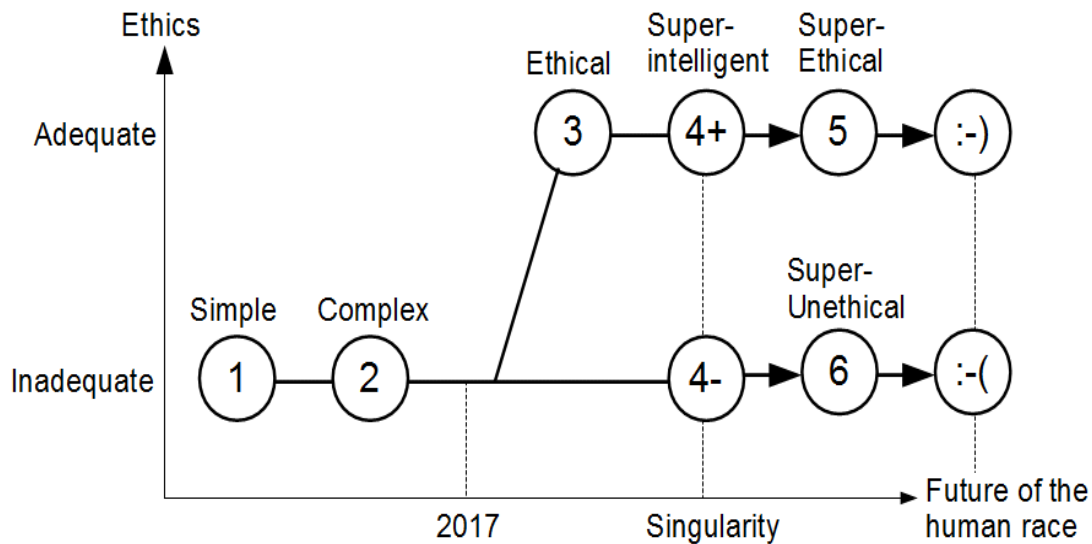 Ethics
Super-
intelligent
Super-
Ethical
Ethical
Adequate
3
4+
5
:-)
Super-
Unethical
Simple
Complex
Inadequate
1
2
4-
6
:-(
2017
Singularity
Future of the
human race